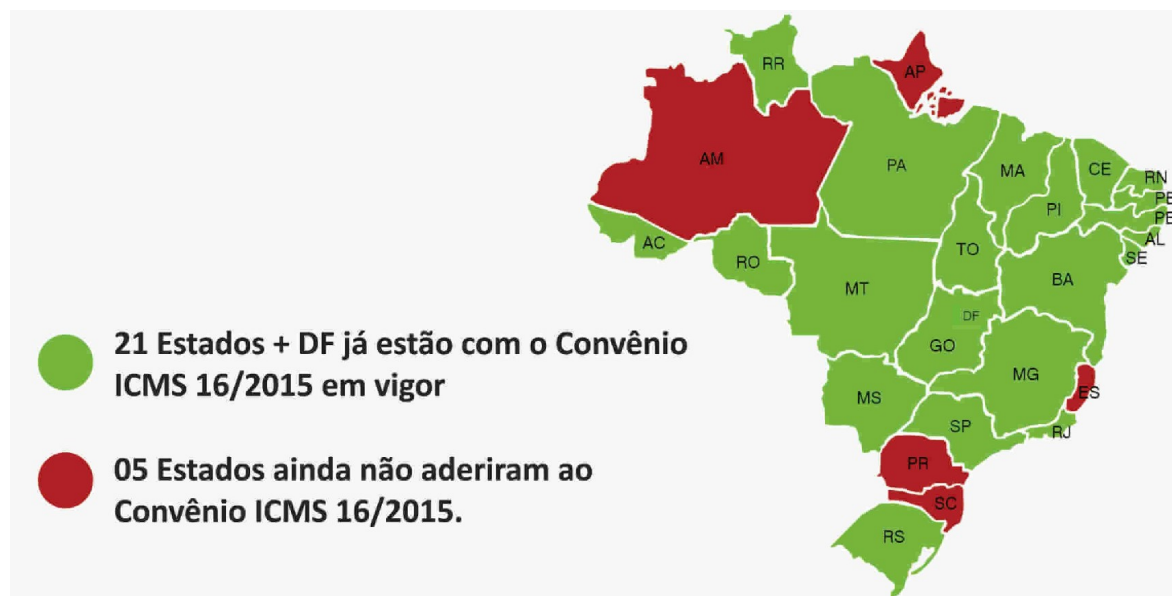 RR
AP
AM
PA
MA
CE
RN
PB
PI
PE
AL
SE
AC
RO
TO
BA
MT
DF
GO
MG
ES
MS
SP
RJ
PR
SC
RS
21 Estados + DF já estão com o Convênio
ICMS 16/2015 em vigor
05 Estados ainda não aderiram ao
Convênio ICMS 16/2015.